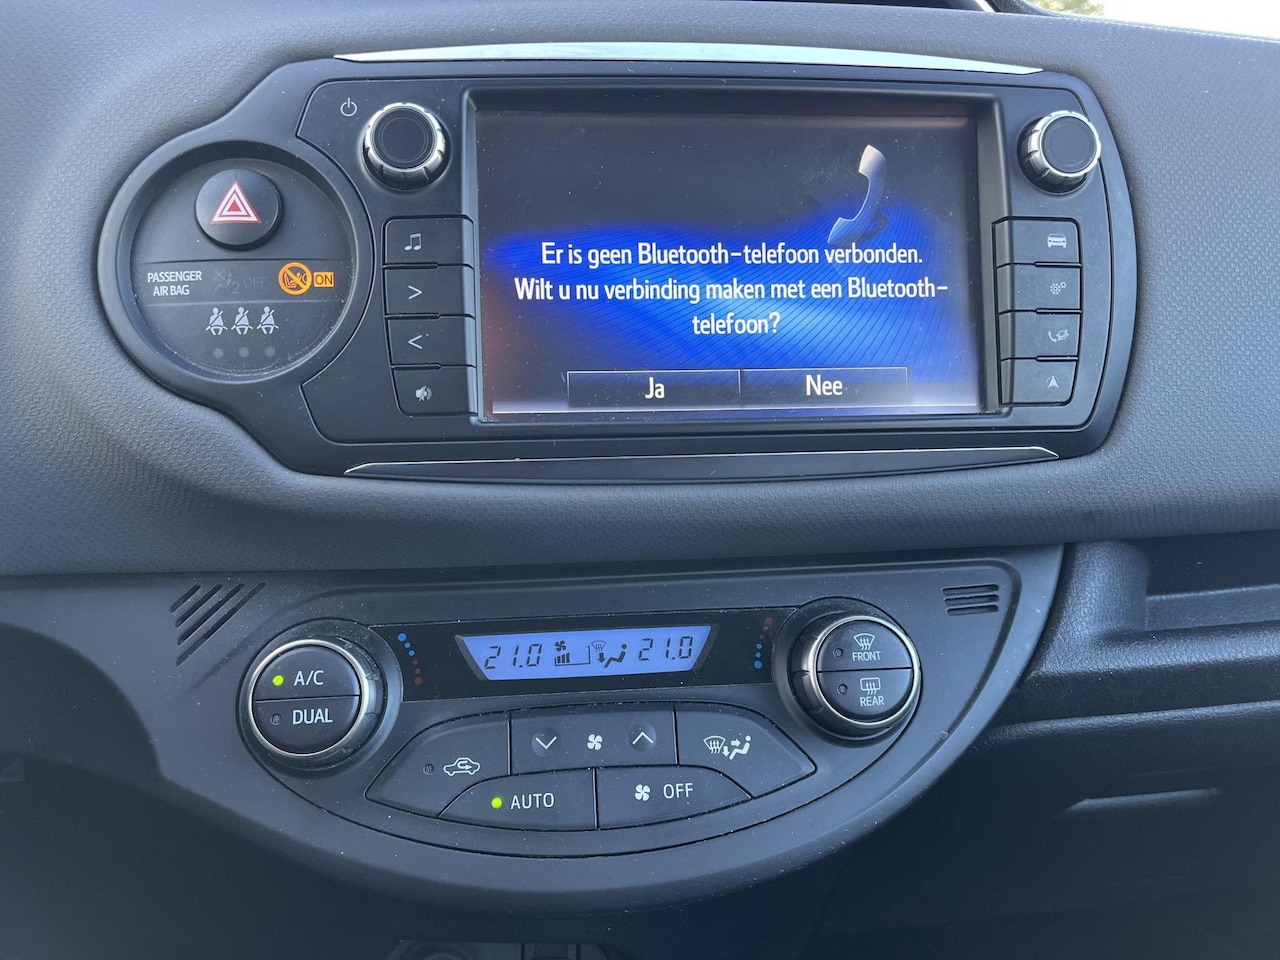 Er is geen Bluetooth-telefoon verbonden.
Wilt u nu verbinding maken met een Bluetooth-
telefoon?
Ja
Nee
PASSENGER
AIR BAG
2 OFF
ON
21.0
21.0
A/C
DUAL
FRONT
REAR
AUTO
OFF